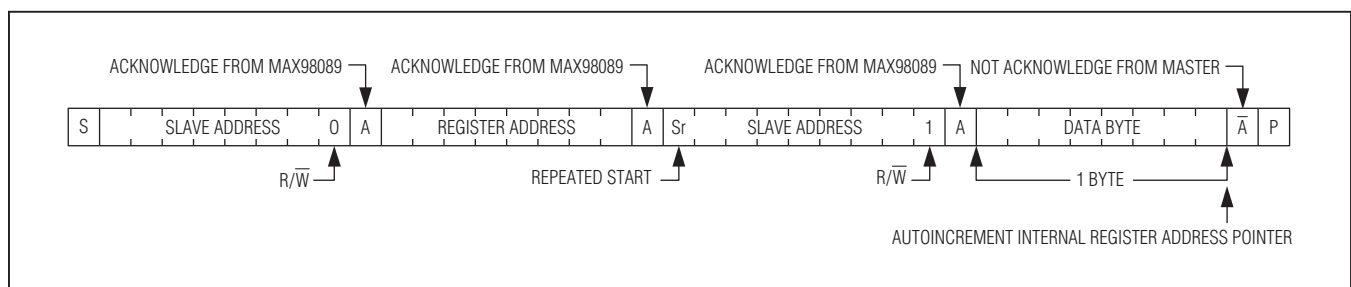 ACKNOWLEDGE FROM MAX98089 ACKNOWLEDGE FROM MAX98089 ACKNOWLEDGE FROM MAX98089 NOT ACKNOWLEDGE FROM MASTER
S SLAVE ADDRESS 0 A REGISTER ADDRESS A Sr SLAVE ADDRESS 1 A DATA BYTE A̅ P
R/W̅ REPEATED START R/W̅ 1 BYTE
AUTOINCREMENT INTERNAL REGISTER ADDRESS POINTER